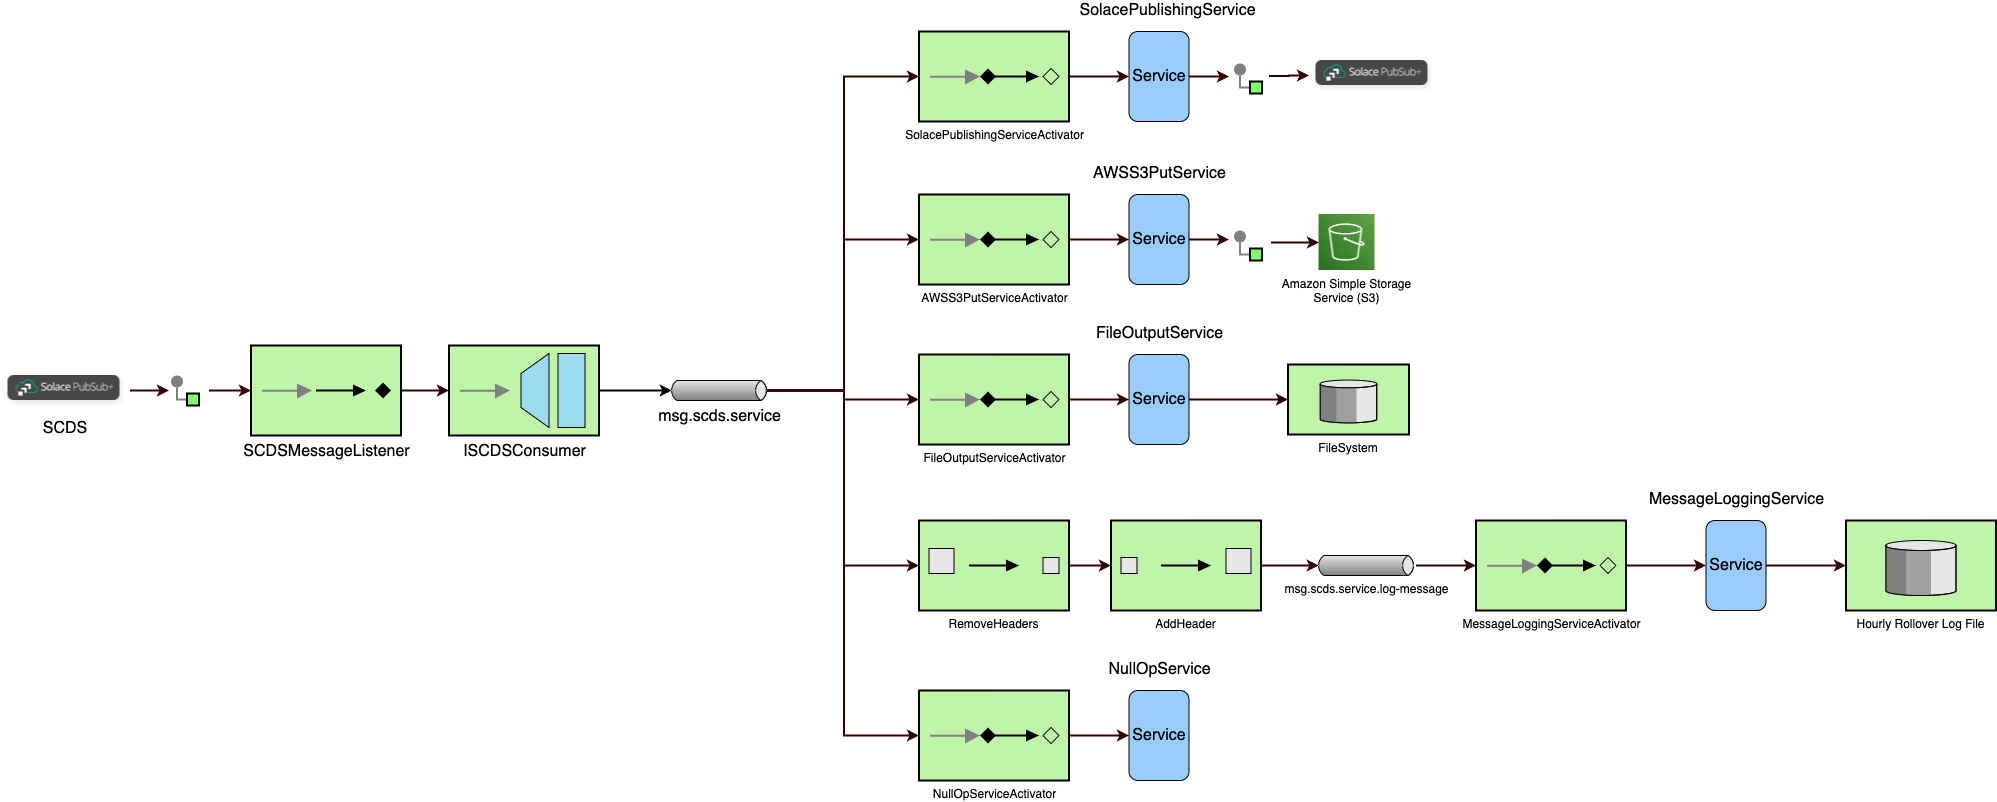 SolacePublishingService
Service
Solace PubSub+
SolacePublishingServiceActivator
AWSS3PutService
Service
AWSS3PutServiceActivator
Amazon Simple Storage
Service (S3)
FileOutputService
Service
FileOutputServiceActivator
FileSystem
Solace PubSub+
SCDS
SCDSMessageListener
ISCDSConsumer
msg.scds.service
MessageLoggingService
Service
RemoveHeaders
AddHeader
msg.scds.service.log-message
MessageLoggingServiceActivator
Hourly Rollover Log File
NullOpService
Service
NullOpServiceActivator